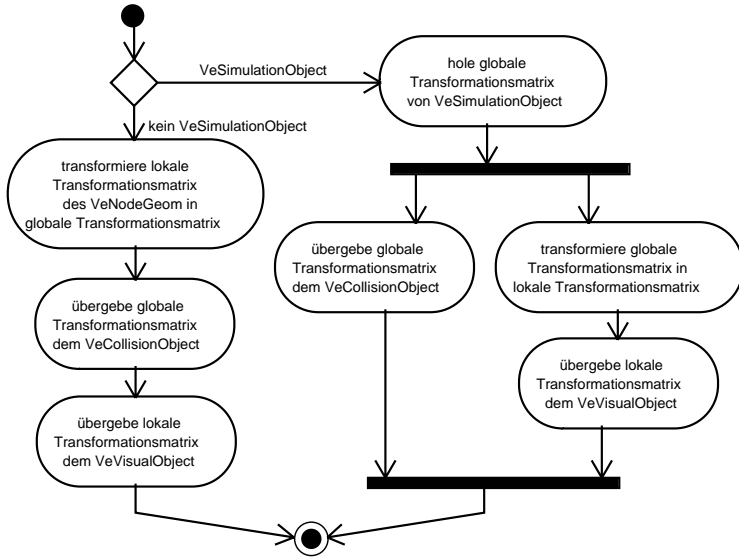 VeSimulationObject
kein VeSimulationObject
hole globale
Transformationsmatrix
von VeSimulationObject
transformiere lokale
Transformationsmatrix
des VeNodeGeom in
globale Transformationsmatrix
übergebe globale
Transformationsmatrix
dem VeCollisionObject
übergebe lokale
Transformationsmatrix
dem VeVisualObject
übergebe globale
Transformationsmatrix
dem VeCollisionObject
transformiere globale
Transformationsmatrix in
lokale Transformationsmatrix
übergebe lokale
Transformationsmatrix
dem VeVisualObject